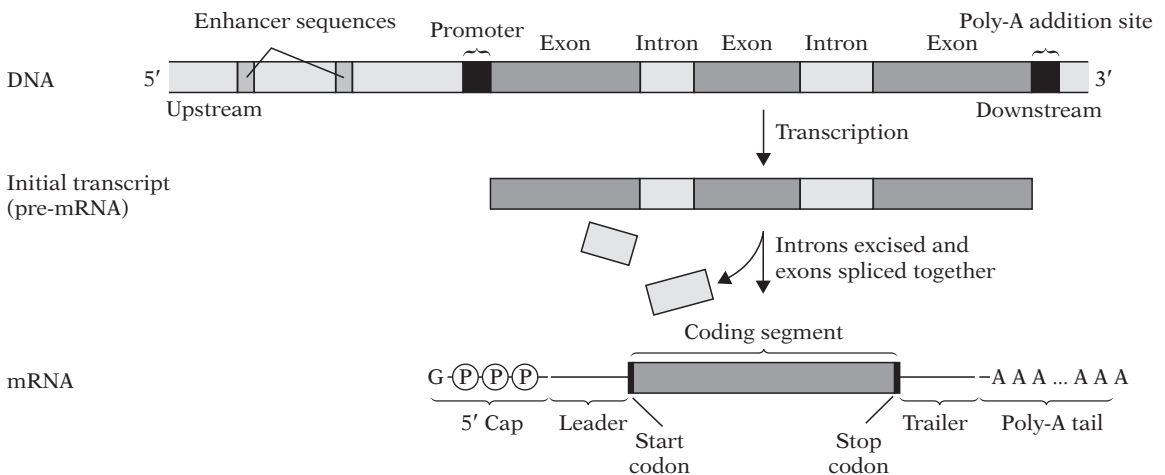 Enhancer sequences
Poly-A addition site
Promoter
Exon Intron Exon Intron Exon
DNA
5′
3′
Upstream
Downstream
Transcription
Initial transcript
(pre-mRNA)
Introns excised and
exons spliced together
Coding segment
mRNA
G P P P
A A A ... A A A
5′ Cap
Leader
Trailer
Poly-A tail
Start
codon
Stop
codon